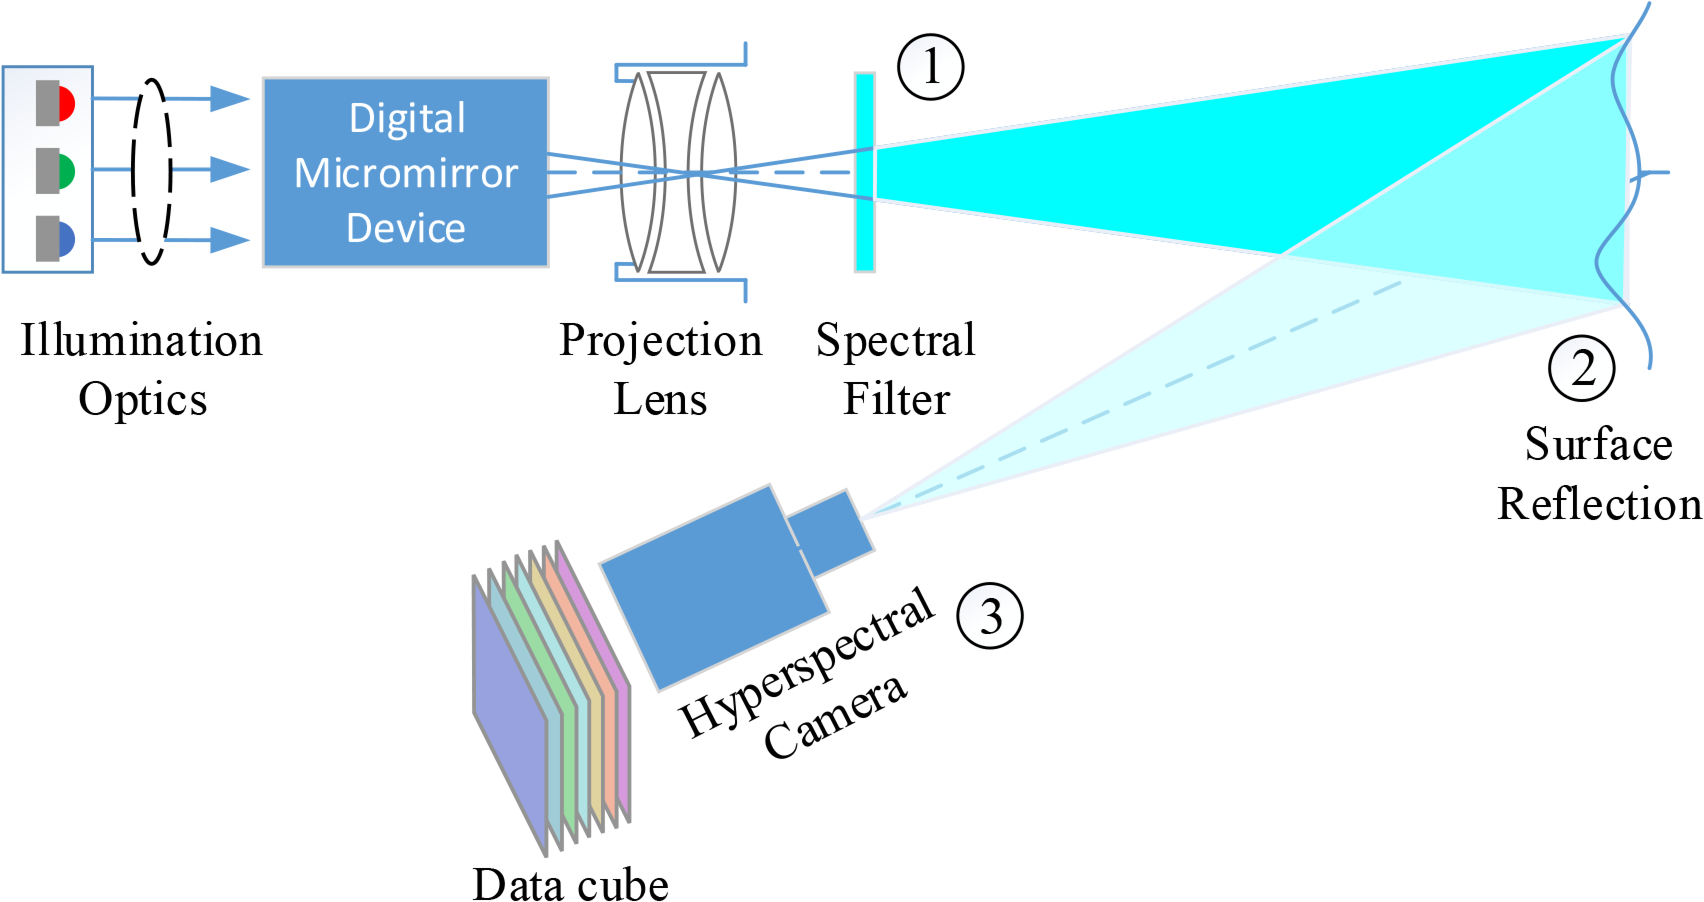 1
Digital
Micromirror
Device
Illumination
Optics
Projection
Lens
Spectral
Filter
2
Surface
Reflection
3
Hyperspectral
Camera
Data cube